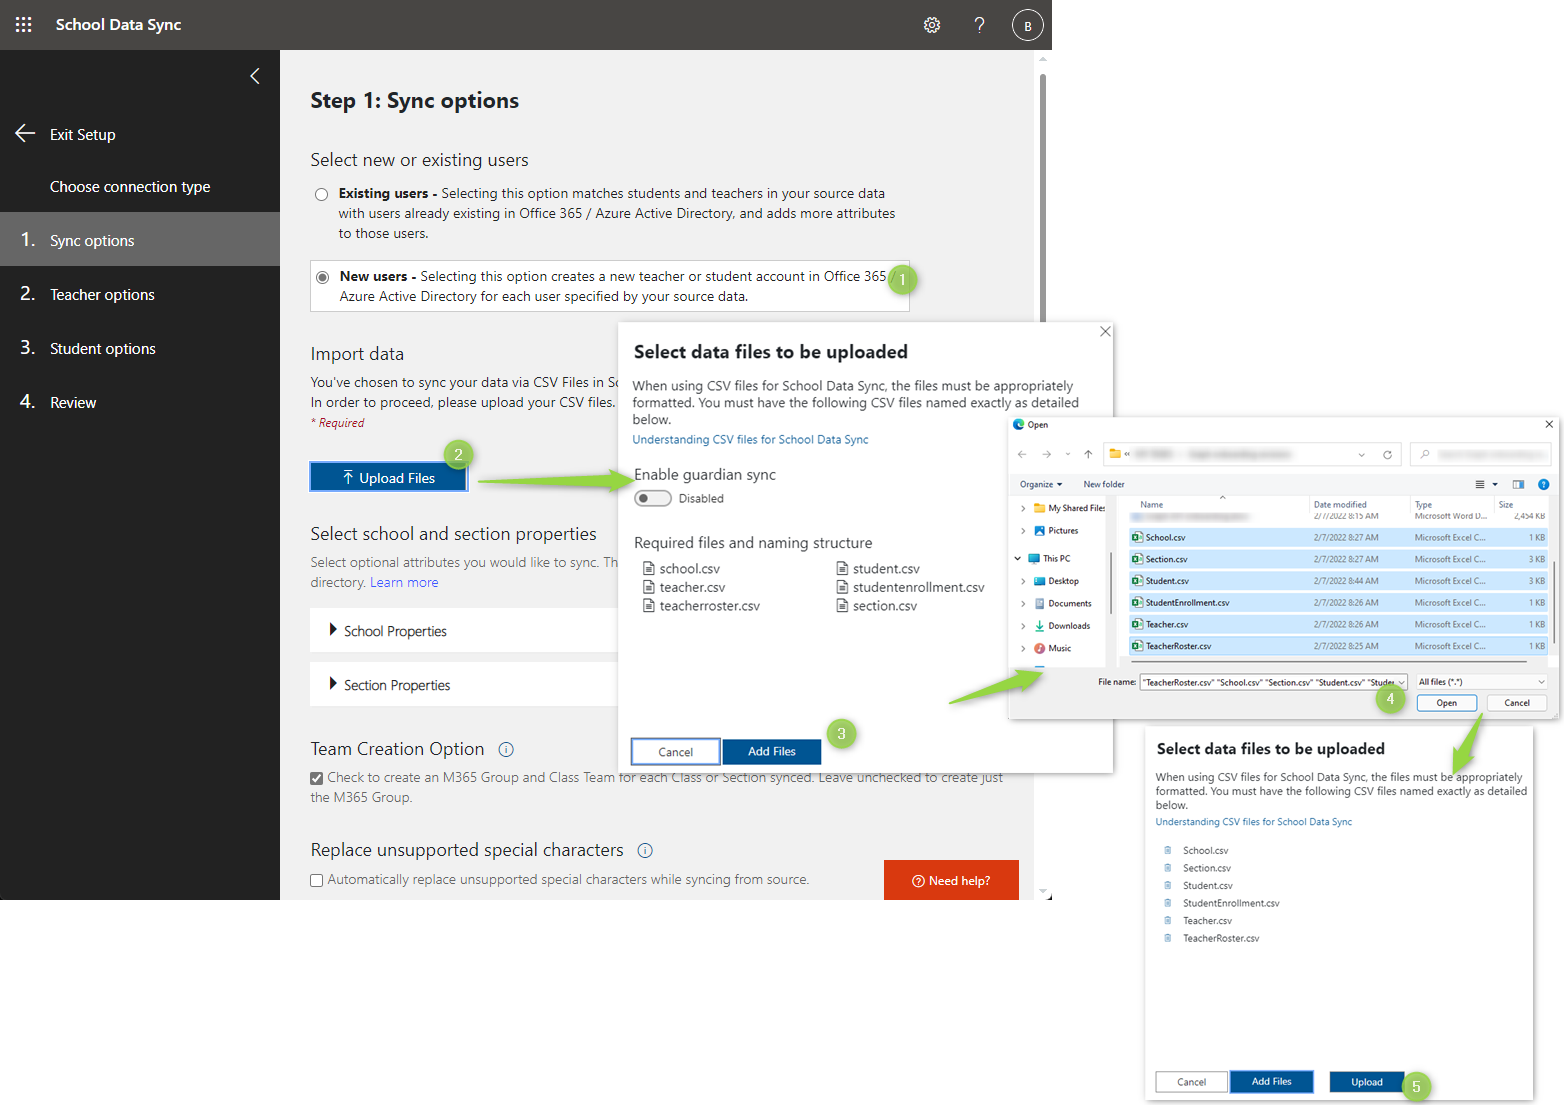 School Data Sync
?
B
Exit Setup
Choose connection type
1. Sync options
2. Teacher options
3. Student options
4. Review
Step 1: Sync options
Select new or existing users
Existing users - Selecting this option matches students and teachers in your source data
with users already existing in Office 365 / Azure Active Directory, and adds more attributes
to those users.
New users - Selecting this option creates a new teacher or student account in Office 365 /
Azure Active Directory for each user specified by your source data.
1
Import data
You've chosen to sync your data via CSV Files in
In order to proceed, please upload your CSV files.
* Required
2
Upload Files
Select school and section properties
Select optional attributes you would like to sync.
directory. Learn more
School Properties
Section Properties
Team Creation Option
Check to create an M365 Group and Class Team for each Class or Section synced. Leave unchecked to create just
the M365 Group.
Replace unsupported special characters
Automatically replace unsupported special characters while syncing from source.
Need help?
Select data files to be uploaded
When using CSV files for School Data Sync, the files must be appropriately
formatted. You must have the following CSV files named exactly as detailed
below.
Understanding CSV files for School Data Sync
Enable guardian sync
Disabled
Required files and naming structure
school.csv student.csv
teacher.csv studentenrollment.csv
teacherroster.csv section.csv
Cancel Add Files
3
Open
Organize New folder
My Shared Files
Pictures
This PC
Desktop
Documents
Downloads
Music
Name Date modified Type Size
2/7/2022 8:15 AM Microsoft Word D... 2,454 KB
School.csv 2/7/2022 8:27 AM Microsoft Excel C... 1 KB
Section.csv 2/7/2022 8:27 AM Microsoft Excel C... 3 KB
Student.csv 2/7/2022 8:44 AM Microsoft Excel C... 3 KB
StudentEnrollment.csv 2/7/2022 8:26 AM Microsoft Excel C... 1 KB
Teacher.csv 2/7/2022 8:26 AM Microsoft Excel C... 1 KB
TeacherRoster.csv 2/7/2022 8:25 AM Microsoft Excel C... 1 KB
File name: "TeacherRoster.csv" "School.csv" "Section.csv" "Student.csv" "Studen All files (*.*)
4
Open Cancel
Select data files to be uploaded
When using CSV files for School Data Sync, the files must be appropriately
formatted. You must have the following CSV files named exactly as detailed
below.
Understanding CSV files for School Data Sync
School.csv
Section.csv
Student.csv
StudentEnrollment.csv
Teacher.csv
TeacherRoster.csv
Cancel Add Files Upload
5